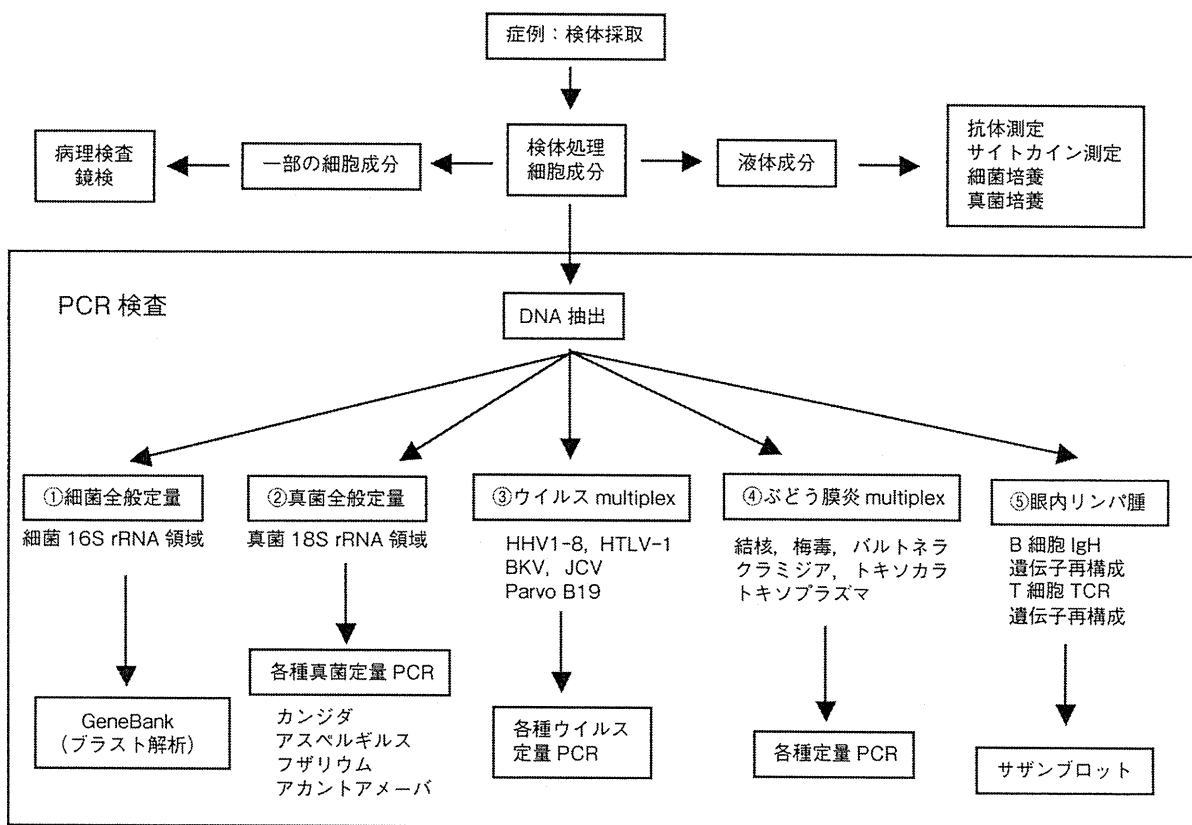 症例：検体採取
病理検査
鏡検
一部の細胞成分
検体処理
細胞成分
液体成分
抗体測定
サイトカイン測定
細菌培養
真菌培養
PCR 検査
DNA 抽出
①細菌全般定量
細菌 16S rRNA 領域
GeneBank
(ブラスト解析)
②真菌全般定量
真菌 18S rRNA 領域
各種真菌定量 PCR
カンジダ
アスペルギルス
フザリウム
アカントアメーバ
③ウイルス multiplex
HHV1-8, HTLV-1
BKV, JCV
Parvo B19
各種ウイルス
定量 PCR
④ぶどう膜炎 multiplex
結核，梅毒，バルトネラ
クラミジア，トキソカラ
トキソプラズマ
各種定量 PCR
⑤眼内リンパ腫
B 細胞 IgH
遺伝子再構成
T 細胞 TCR
遺伝子再構成
サザンブロット